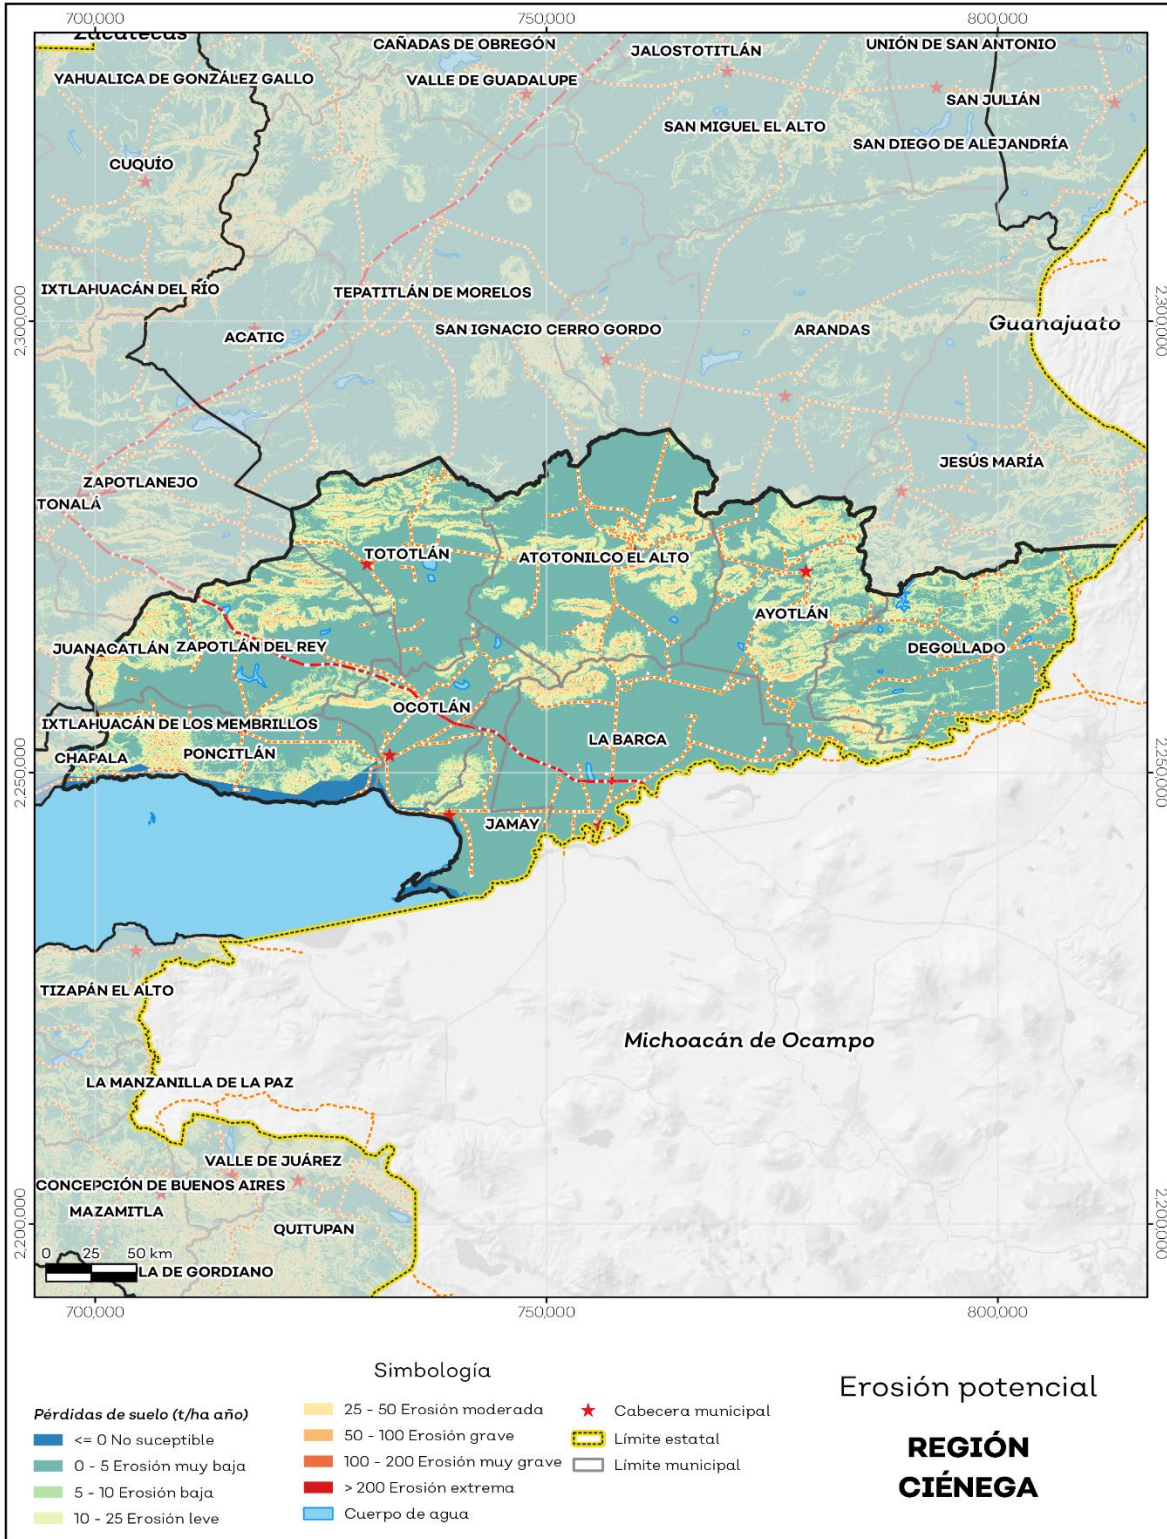 700,000
750,000
800,000
Zacatecas
CAÑADAS DE OBREGÓN
JALOSTOTITLÁN
UNIÓN DE SAN ANTONIO
YAHUALICA DE GONZÁLEZ GALLO
VALLE DE GUADALUPE
SAN JULIÁN
SAN MIGUEL EL ALTO
SAN DIEGO DE ALEJANDRÍA
CUQUÍO
IXTLAHUACÁN DEL RÍO
TEPATITLÁN DE MORELOS
2,300,000
2,300,000
ACATIC
SAN IGNACIO CERRO GORDO
ARANDAS
Guanajuato
JESÚS MARÍA
ZAPOTLANEJO
TONALÁ
TOTOTLÁN
ATOTONILCO EL ALTO
AYOTLÁN
JUANACATLÁN
ZAPOTLÁN DEL REY
DEGOLLADO
OCOTLÁN
IXTLAHUACÁN DE LOS MEMBRILLOS
LA BARCA
CHAPALA
PONCITLÁN
2,250,000
2,250,000
JAMAY
TIZAPÁN EL ALTO
Michoacán de Ocampo
LA MANZANILLA DE LA PAZ
VALLE DE JUÁREZ
CONCEPCIÓN DE BUENOS AIRES
MAZAMITLA
QUITUPAN
2,200,000
2,200,000
0 25 50 km
LA DE GORDIANO
700,000
750,000
800,000
Simbología
Pérdidas de suelo (t/ha año)
<= 0 No suceptible
0 - 5 Erosión muy baja
5 - 10 Erosión baja
10 - 25 Erosión leve
25 - 50 Erosión moderada
50 - 100 Erosión grave
100 - 200 Erosión muy grave
> 200 Erosión extrema
Cuerpo de agua
Cabecera municipal
Límite estatal
Límite municipal
Erosión potencial
REGIÓN
CIÉNEGA